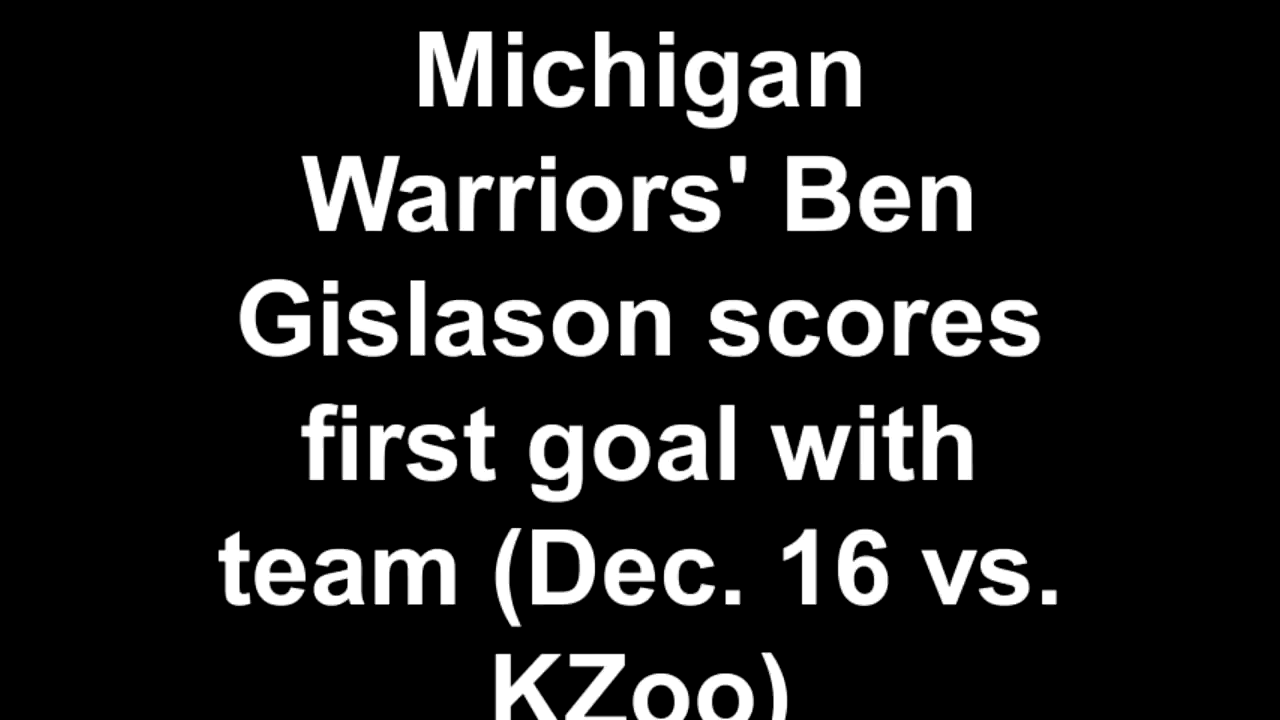 Michigan
Warriors' Ben
Gislason scores
first goal with
team (Dec. 16 vs.
KZoo)